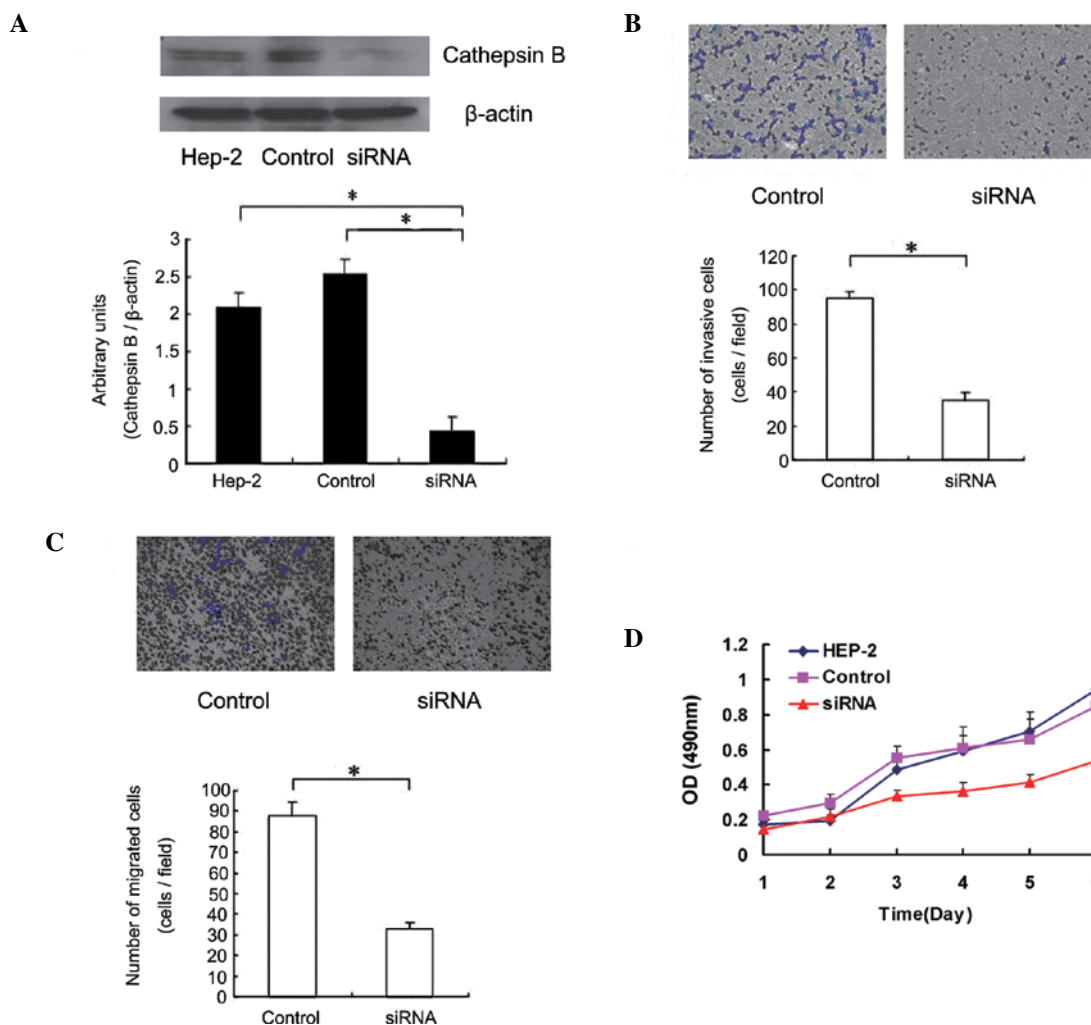 A
Cathepsin B
β-actin
Hep-2 Control siRNA
*
*
3
2.5
2
1.5
1
0.5
0
Arbitrary units
(Cathepsin B / β-actin)
Hep-2 Control siRNA
B
Control siRNA
*
120
100
80
60
40
20
0
Number of invasive cells
(cells / field)
Control siRNA
C
Control siRNA
*
100
90
80
70
60
50
40
30
20
10
0
Number of migrated cells
(cells / field)
Control siRNA
D
HEP-2
Control
siRNA
1.2
1
0.8
0.6
0.4
0.2
0
OD (490nm)
1 2 3 4 5
Time(Day)